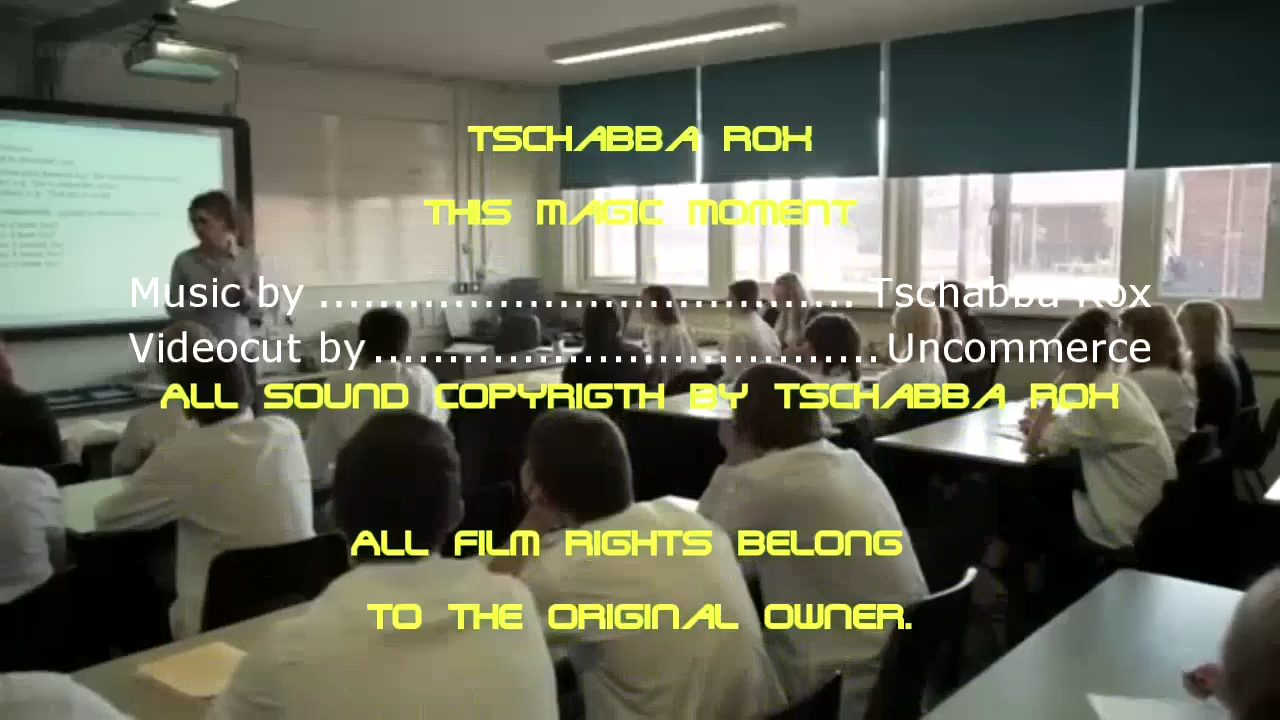 TSCHABBA ROX
THIS MAGIC MOMENT
Music by .................................... Tschabba Rox
Videocut by .................................. Uncommerce
ALL SOUND COPYRIGTH BY TSCHABBA ROX
ALL FILM RIGHTS BELONG
TO THE ORIGINAL OWNER.